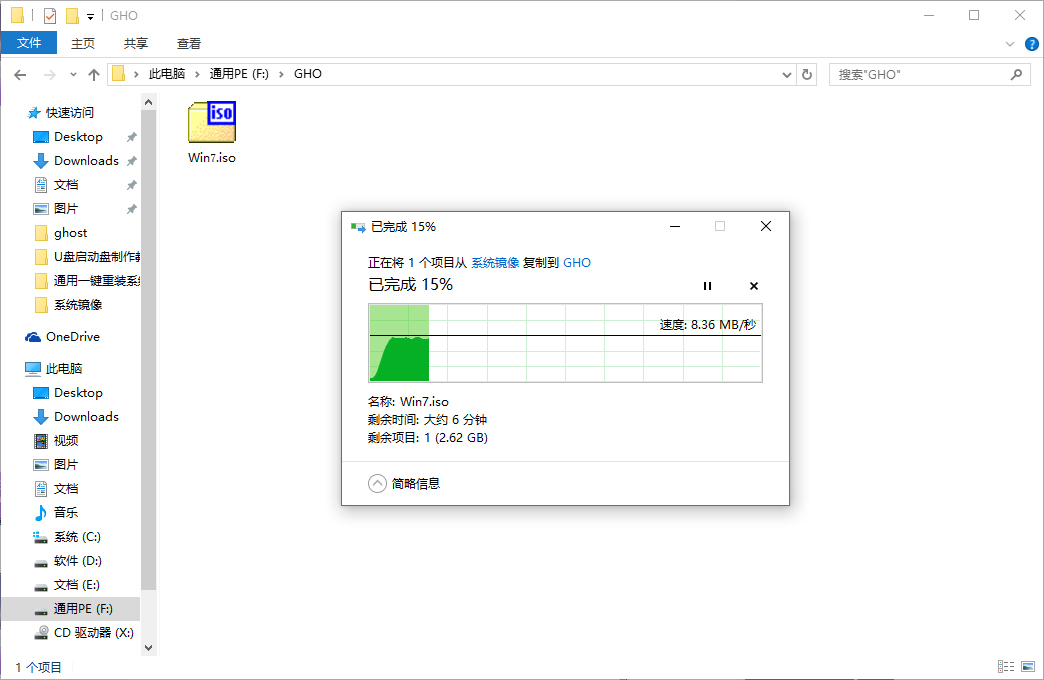 GHO
文件 主页 共享 查看
此电脑 通用PE (F:) GHO
搜索"GHO"
快速访问
Desktop
Downloads
文档
图片
ghost
U盘启动盘制作教
通用一键重装系统
系统镜像
OneDrive
此电脑
Desktop
Downloads
视频
图片
文档
音乐
系统 (C:)
软件 (D:)
文档 (E:)
通用PE (F:)
CD 驱动器 (X:)
1 个项目
iso
Win7.iso
已完成 15%
正在将 1 个项目从 系统镜像 复制到 GHO
已完成 15%
速度: 8.36 MB/秒
名称: Win7.iso
剩余时间: 大约 6 分钟
剩余项目: 1 (2.62 GB)
简略信息